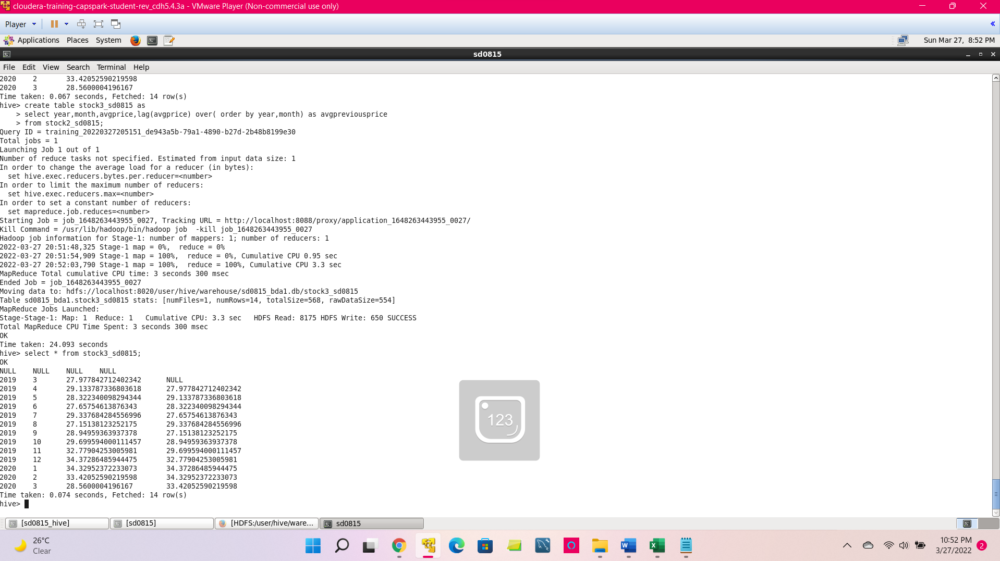 cloudera-training-capspark-student-rev_cdh5.4.3a - VMware Player (Non-commercial use only)
Player
Applications Places System Sun Mar 27, 8:52 PM
sd0815
File Edit View Search Terminal Help
2020 2 33.42052590219598
2020 3 28.5600004196167
Time taken: 0.067 seconds, Fetched: 14 row(s)
hive> create table stock3_sd0815 as
> select year,month,avgprice,lag(avgprice) over( order by year,month) as avgpreviousprice
> from stock2_sd0815;
Query ID = training_20220327205151_de943a5b-79a1-4890-b27d-2b48b8199e30
Total jobs = 1
Launching Job 1 out of 1
Number of reduce tasks not specified. Estimated from input data size: 1
In order to change the average load for a reducer (in bytes):
set hive.exec.reducers.bytes.per.reducer=<number>
In order to limit the maximum number of reducers:
set hive.exec.reducers.max=<number>
In order to set a constant number of reducers:
set mapreduce.job.reduces=<number>
Starting Job = job_1648263443955_0027, Tracking URL = http://localhost:8088/proxy/application_1648263443955_0027/
Kill Command = /usr/lib/hadoop/bin/hadoop job  -kill job_1648263443955_0027
Hadoop job information for Stage-1: number of mappers: 1; number of reducers: 1
2022-03-27 20:51:48,325 Stage-1 map = 0%,  reduce = 0%
2022-03-27 20:51:54,909 Stage-1 map = 100%,  reduce = 0%, Cumulative CPU 0.95 sec
2022-03-27 20:52:03,790 Stage-1 map = 100%,  reduce = 100%, Cumulative CPU 3.3 sec
MapReduce Total cumulative CPU time: 3 seconds 300 msec
Ended Job = job_1648263443955_0027
Moving data to: hdfs://localhost:8020/user/hive/warehouse/sd0815_bda1.db/stock3_sd0815
Table sd0815_bda1.stock3_sd0815 stats: [numFiles=1, numRows=14, totalSize=568, rawDataSize=554]
MapReduce Jobs Launched:
Stage-Stage-1: Map: 1  Reduce: 1   Cumulative CPU: 3.3 sec   HDFS Read: 8175 HDFS Write: 650 SUCCESS
Total MapReduce CPU Time Spent: 3 seconds 300 msec
OK
Time taken: 24.093 seconds
hive> select * from stock3_sd0815;
OK
NULL NULL NULL NULL
2019 3 27.977842712402342 NULL
2019 4 29.133787336803618 27.977842712402342
2019 5 28.322340098294344 29.133787336803618
2019 6 27.65754613876343 28.322340098294344
2019 7 29.337684284556996 27.65754613876343
2019 8 27.15138123252175 29.337684284556996
2019 9 28.94959363937378 27.15138123252175
2019 10 29.699594000111457 28.94959363937378
2019 11 32.77904253005981 29.699594000111457
2019 12 34.37286485944475 32.77904253005981
2020 1 34.32952372233073 34.37286485944475
2020 2 33.42052590219598 34.32952372233073
2020 3 28.5600004196167 33.42052590219598
Time taken: 0.074 seconds, Fetched: 14 row(s)
hive>
123
[sd0815_hive] [sd0815] [HDFS:/user/hive/ware... sd0815
26°C
Clear
10:52 PM
3/27/2022
2